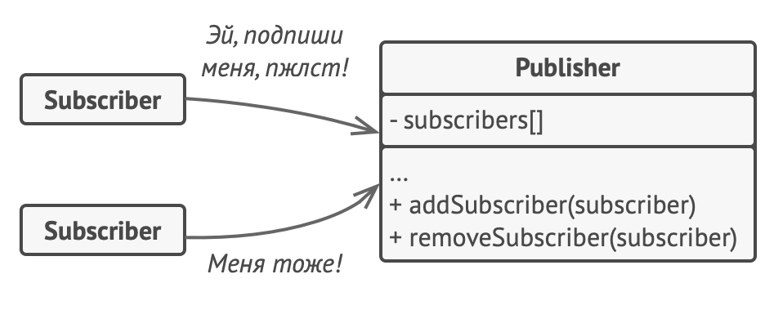 Эй, подпиши
меня, пжлст!
Subscriber
Publisher
- subscribers[]
...
+ addSubscriber(subscriber)
+ removeSubscriber(subscriber)
Subscriber
Меня тоже!